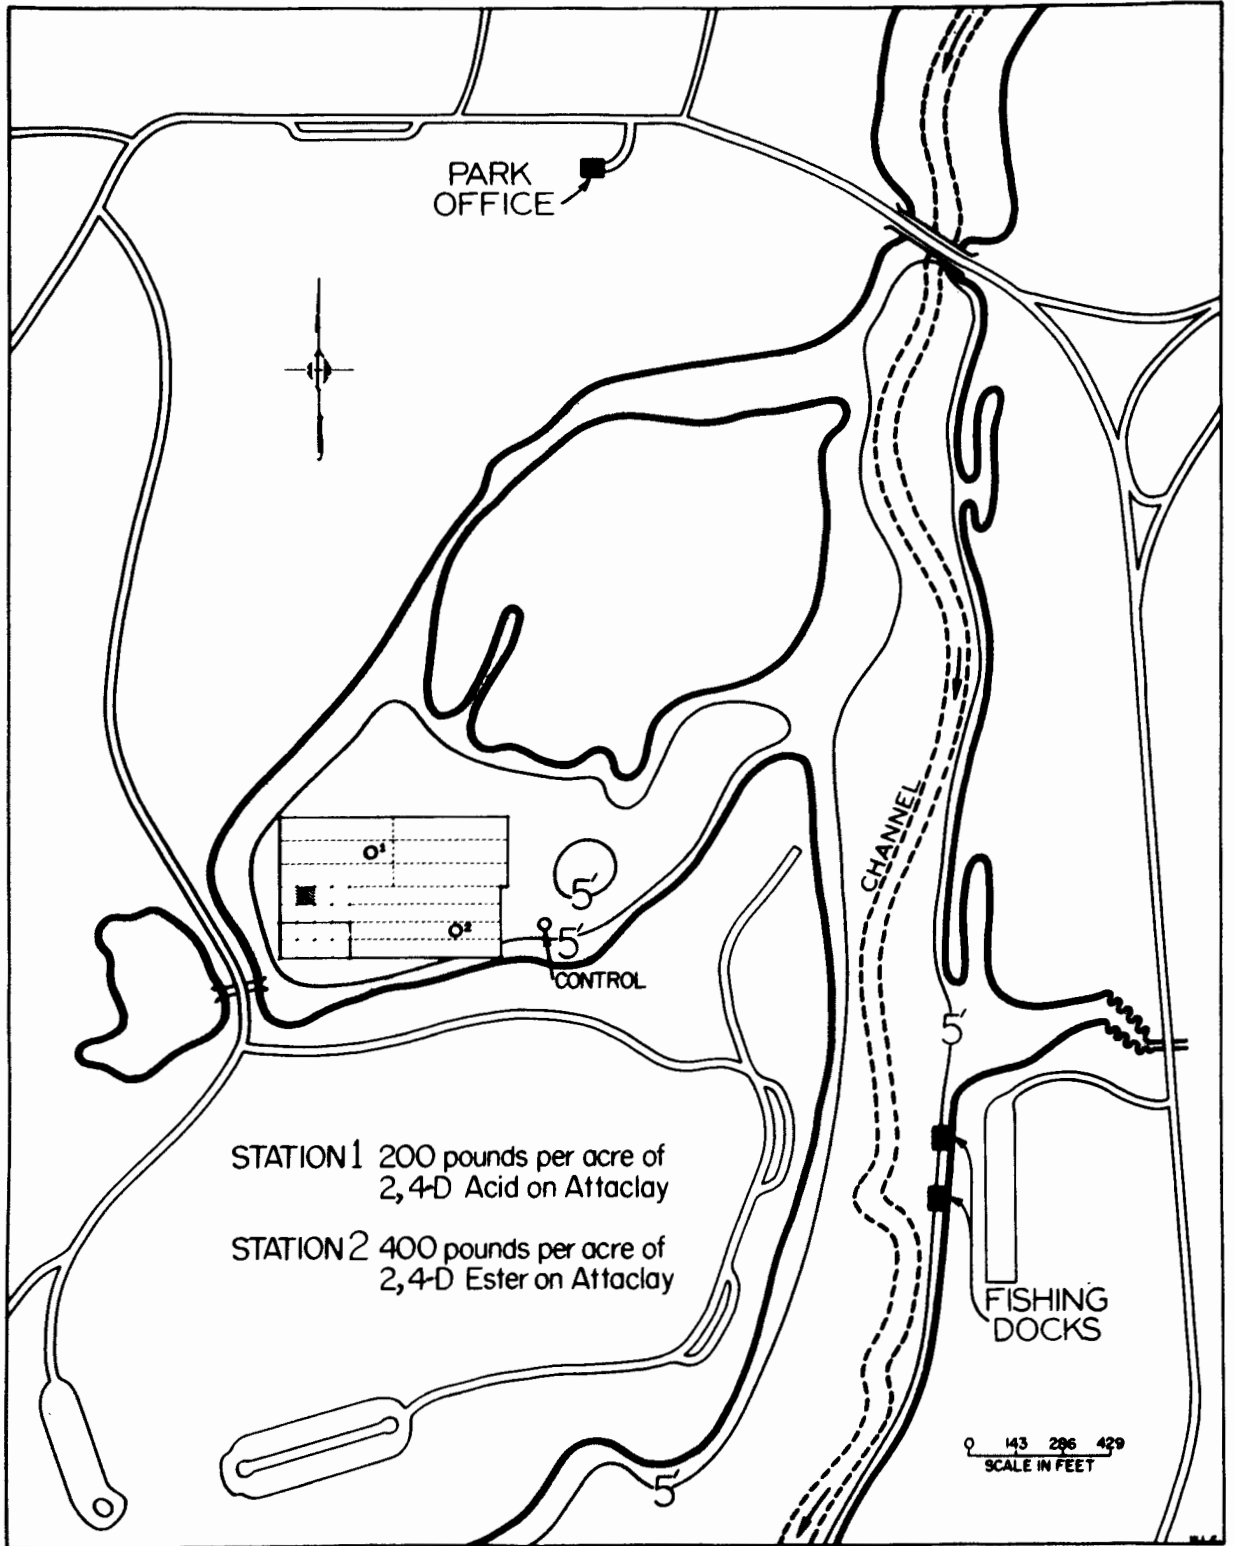 PARK
OFFICE
1
2
5'
5'
CONTROL
CHANNEL
5'
STATION 1 200 pounds per acre of
2,4-D Acid on Attaclay
STATION 2 400 pounds per acre of
2,4-D Ester on Attaclay
FISHING
DOCKS
0 143 286 429
SCALE IN FEET
5'